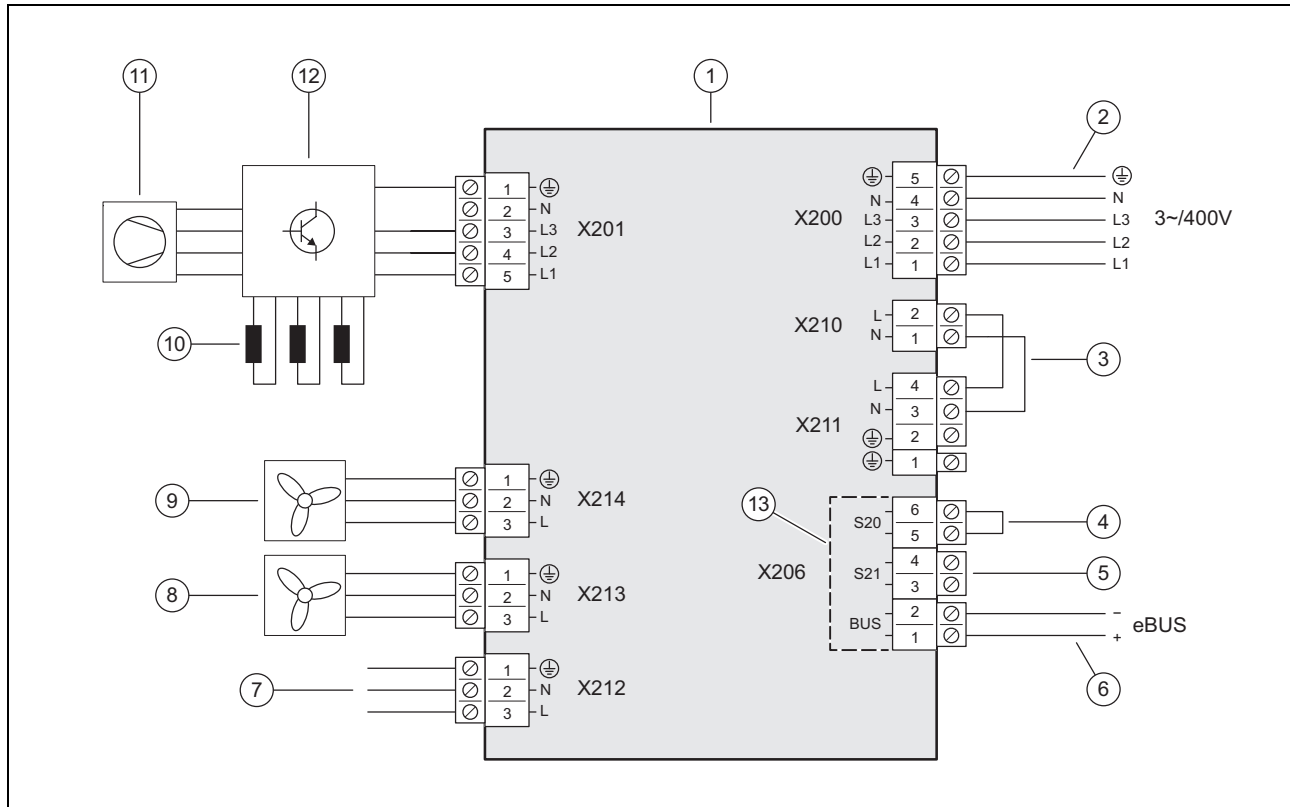 11
12
1
2
1
2 N
3 L3
4 L2
5 L1
X201
X200
5
N 4
L3 3
L2 2
L1 1
N
L3
L2
L1
3~/400V
X210
L 2
N 1
3
10
X211
L 4
N 3
2
1
9
1
2 N
3 L
X214
13
X206
S20
6
5
4
S21
4
3
5
BUS
2
1
−
+
eBUS
6
8
1
2 N
3 L
X213
7
1
2 N
3 L
X212